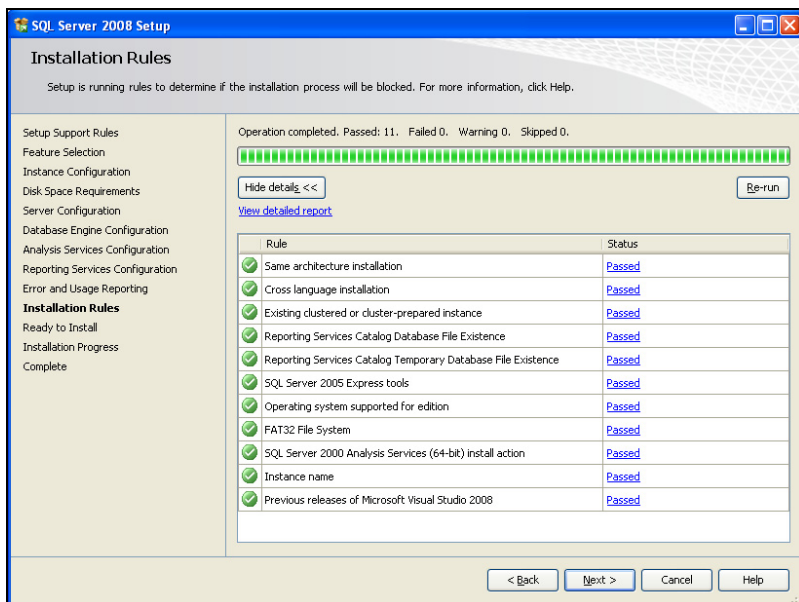 SQL Server 2008 Setup
Installation Rules
Setup is running rules to determine if the installation process will be blocked. For more information, click Help.
Setup Support Rules
Feature Selection
Instance Configuration
Disk Space Requirements
Server Configuration
Database Engine Configuration
Analysis Services Configuration
Reporting Services Configuration
Error and Usage Reporting
Installation Rules
Ready to Install
Installation Progress
Complete
Operation completed. Passed: 11. Failed 0. Warning 0. Skipped 0.
Hide details << Re-run
View detailed report
Rule Status
Same architecture installation Passed
Cross language installation Passed
Existing clustered or cluster-prepared instance Passed
Reporting Services Catalog Database File Existence Passed
Reporting Services Catalog Temporary Database File Existence Passed
SQL Server 2005 Express tools Passed
Operating system supported for edition Passed
FAT32 File System Passed
SQL Server 2000 Analysis Services (64-bit) install action Passed
Instance name Passed
Previous releases of Microsoft Visual Studio 2008 Passed
< Back Next > Cancel Help